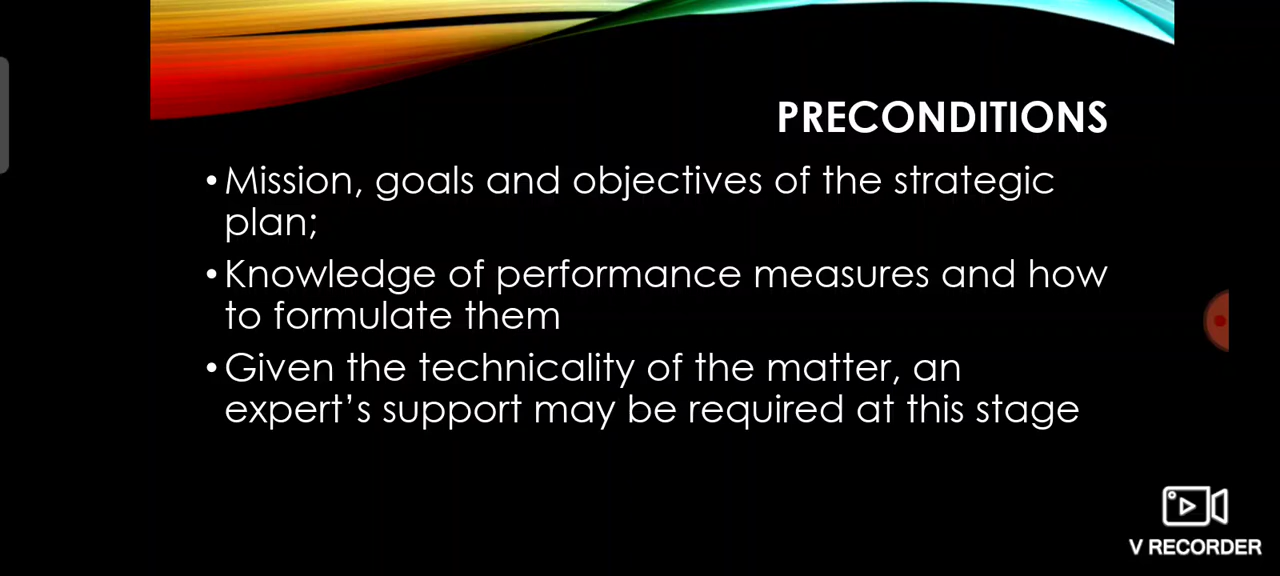 PRECONDITIONS
•Mission, goals and objectives of the strategic
plan;
•Knowledge of performance measures and how
to formulate them
•Given the technicality of the matter, an
expert’s support may be required at this stage
V RECORDER